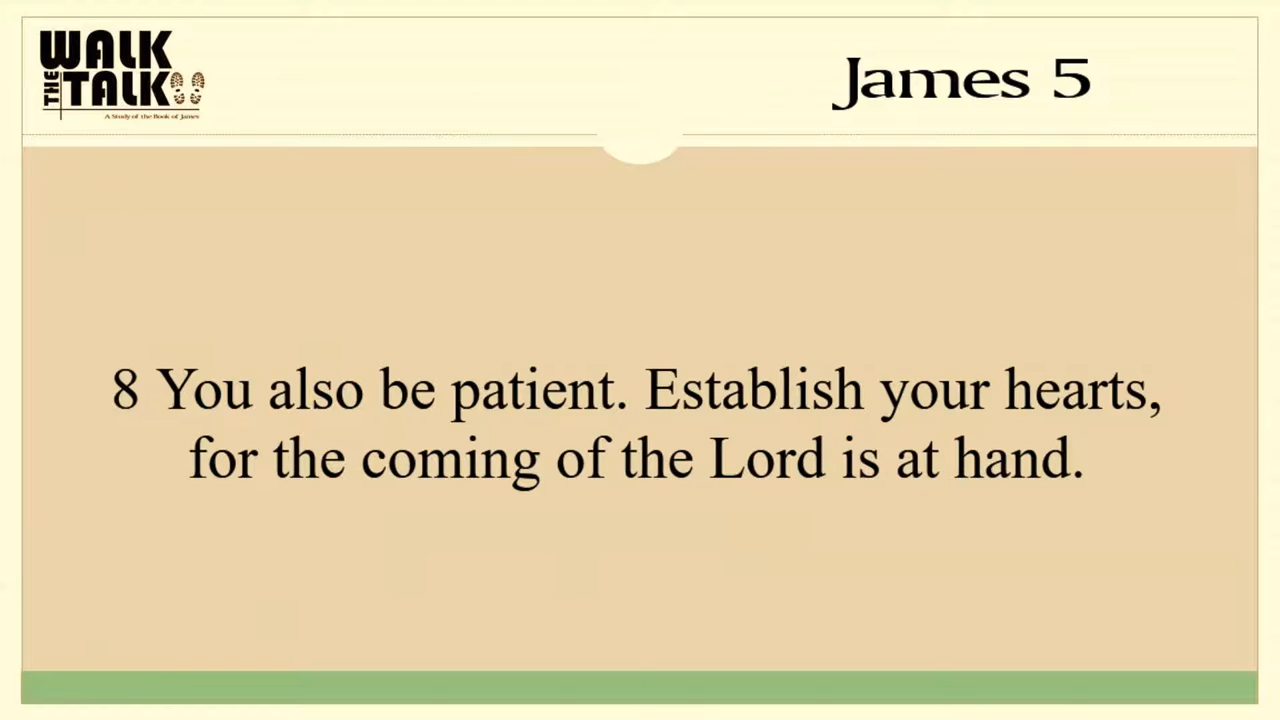 WALK
THE TALK
A Study of the Book of James
James 5
8 You also be patient. Establish your hearts,
for the coming of the Lord is at hand.